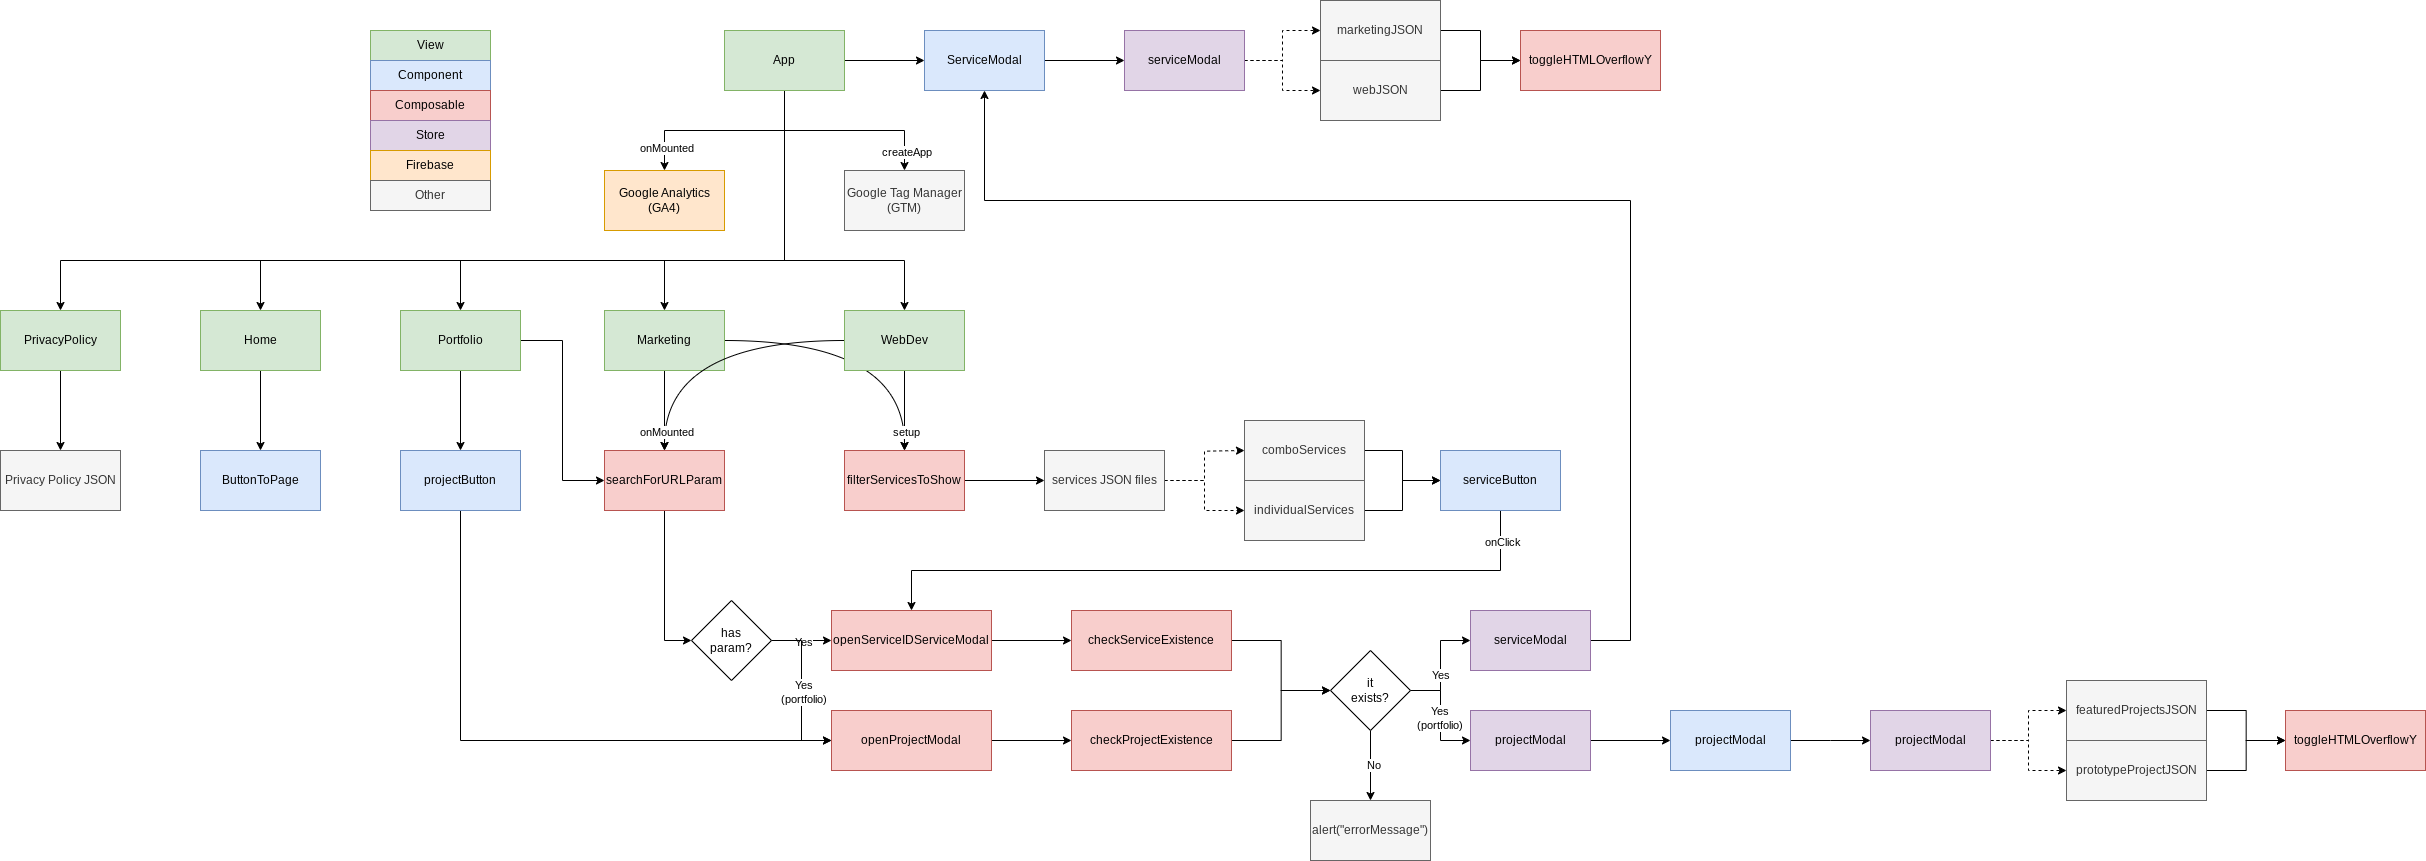 View
Component
Composable
Store
Firebase
Other
App
ServiceModal
serviceModal
marketingJSON
webJSON
toggleHTMLOverflowY
onMounted
createApp
Google Analytics
(GA4)
Google Tag Manager
(GTM)
PrivacyPolicy
Home
Portfolio
Marketing
WebDev
onMounted
setup
Privacy Policy JSON
ButtonToPage
projectButton
searchForURLParam
filterServicesToShow
services JSON files
comboServices
individualServices
serviceButton
onClick
has
param?
Yes
Yes
(portfolio)
openServiceIDServiceModal
checkServiceExistence
openProjectModal
checkProjectExistence
it
exists?
Yes
Yes
(portfolio)
No
serviceModal
projectModal
projectModal
projectModal
featuredProjectsJSON
prototypeProjectJSON
toggleHTMLOverflowY
alert("errorMessage")